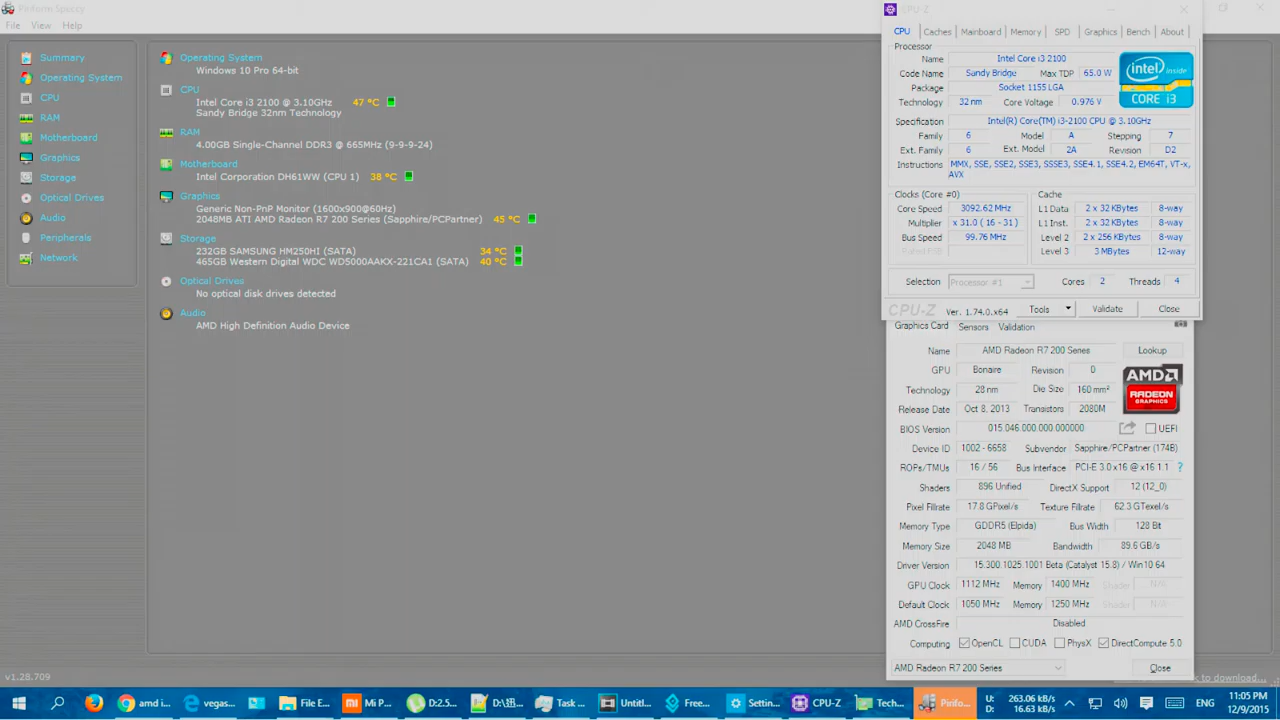 Piriform Speccy
File View Help
Summary
Operating System
CPU
RAM
Motherboard
Graphics
Storage
Optical Drives
Audio
Peripherals
Network
Operating System
Windows 10 Pro 64-bit
CPU
Intel Core i3 2100 @ 3.10GHz 47 °C
Sandy Bridge 32nm Technology
RAM
4.00GB Single-Channel DDR3 @ 665MHz (9-9-9-24)
Motherboard
Intel Corporation DH61WW (CPU 1) 38 °C
Graphics
Generic Non-PnP Monitor (1600x900@60Hz)
2048MB ATI AMD Radeon R7 200 Series (Sapphire/PCPartner) 45 °C
Storage
232GB SAMSUNG HM250HI (SATA) 34 °C
465GB Western Digital WDC WD5000AAKX-221CA1 (SATA) 40 °C
Optical Drives
No optical disk drives detected
Audio
AMD High Definition Audio Device
v1.28.709
CPU-Z
CPU Caches Mainboard Memory SPD Graphics Bench About
Processor
Name Intel Core i3 2100
Code Name Sandy Bridge Max TDP 65.0 W
Package Socket 1155 LGA
Technology 32 nm Core Voltage 0.976 V
intel inside
CORE i3
Specification Intel(R) Core(TM) i3-2100 CPU @ 3.10GHz
Family 6 Model A Stepping 7
Ext. Family 6 Ext. Model 2A Revision D2
Instructions MMX, SSE, SSE2, SSE3, SSSE3, SSE4.1, SSE4.2, EM64T, VT-x,
AVX
Clocks (Core #0) Cache
Core Speed 3092.62 MHz L1 Data 2 x 32 KBytes 8-way
Multiplier x 31.0 ( 16 - 31 ) L1 Inst. 2 x 32 KBytes 8-way
Bus Speed 99.76 MHz Level 2 2 x 256 KBytes 8-way
Rated FSB Level 3 3 MBytes 12-way
Selection Processor #1 Cores 2 Threads 4
CPU-Z Ver. 1.74.0.x64 Tools Validate Close
Graphics Card Sensors Validation
Name AMD Radeon R7 200 Series Lookup
GPU Bonaire Revision 0
Technology 28 nm Die Size 160 mm²
Release Date Oct 8, 2013 Transistors 2080M
AMD
RADEON
GRAPHICS
BIOS Version 015.046.000.000.000000 UEFI
Device ID 1002 - 6658 Subvendor Sapphire/PCPartner (174B)
ROPs/TMUs 16 / 56 Bus Interface PCI-E 3.0 x16 @ x16 1.1 ?
Shaders 896 Unified DirectX Support 12 (12_0)
Pixel Fillrate 17.8 GPixel/s Texture Fillrate 62.3 GTexel/s
Memory Type GDDR5 (Elpida) Bus Width 128 Bit
Memory Size 2048 MB Bandwidth 89.6 GB/s
Driver Version 15.300.1025.1001 Beta (Catalyst 15.8) / Win10 64
GPU Clock 1112 MHz Memory 1400 MHz Shader N/A
Default Clock 1050 MHz Memory 1250 MHz Shader N/A
AMD CrossFire Disabled
Computing OpenCL CUDA PhysX DirectCompute 5.0
AMD Radeon R7 200 Series Close
to download...
amd i... vegas... File E... Mi P... D:2.5... Task ... Untitl... Free... Settin... CPU-Z Tech... Pirifo...
U: 263.06 kB/s
D: 16.63 kB/s
ENG
11:05 PM
12/9/2015